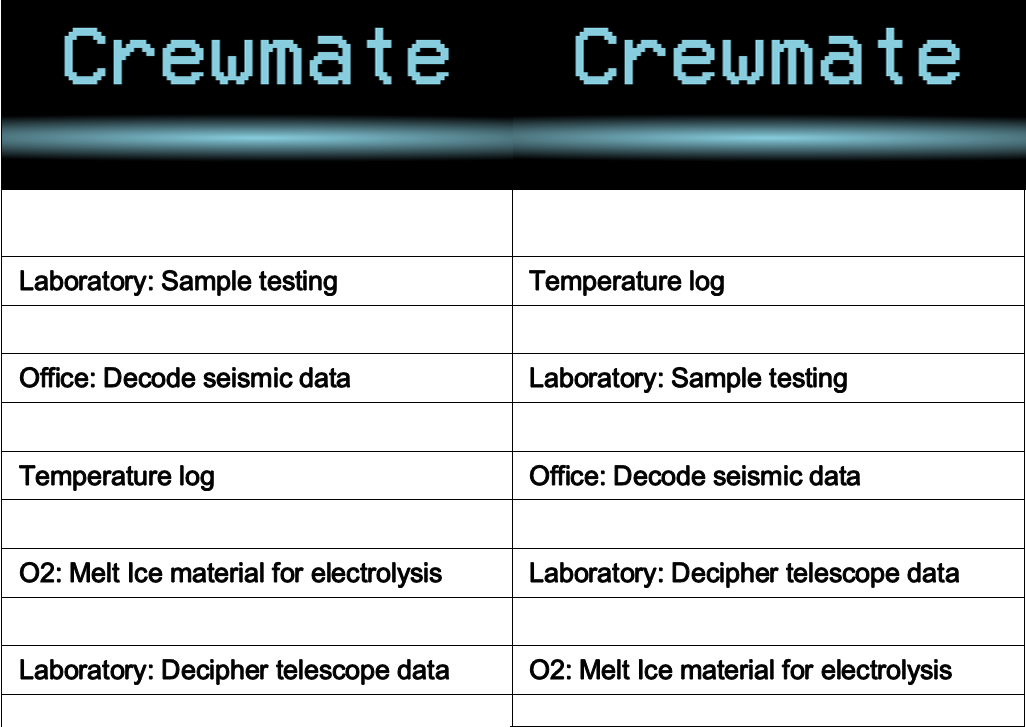 Crewmate Crewmate
Laboratory: Sample testing Temperature log
Office: Decode seismic data Laboratory: Sample testing
Temperature log Office: Decode seismic data
O2: Melt Ice material for electrolysis Laboratory: Decipher telescope data
Laboratory: Decipher telescope data O2: Melt Ice material for electrolysis